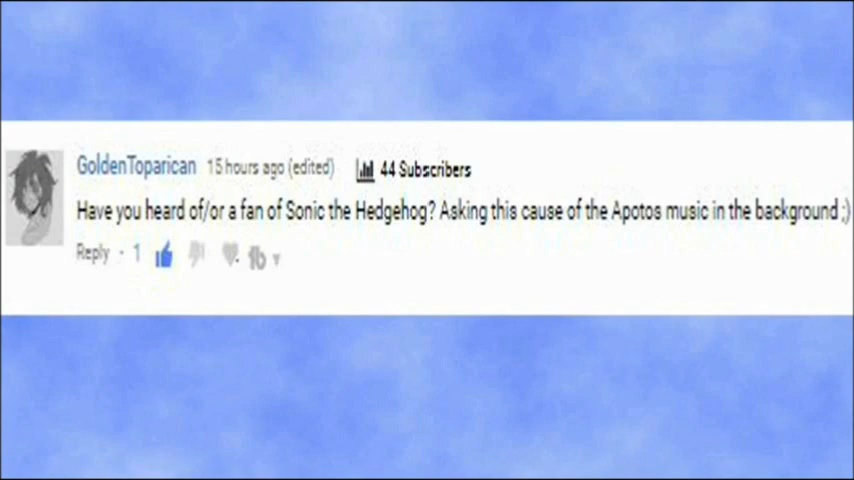 GoldenToparican 15 hours ago (edited) 44 Subscribers
Have you heard of/or a fan of Sonic the Hedgehog? Asking this cause of the Apotos music in the background ;)
Reply · 1